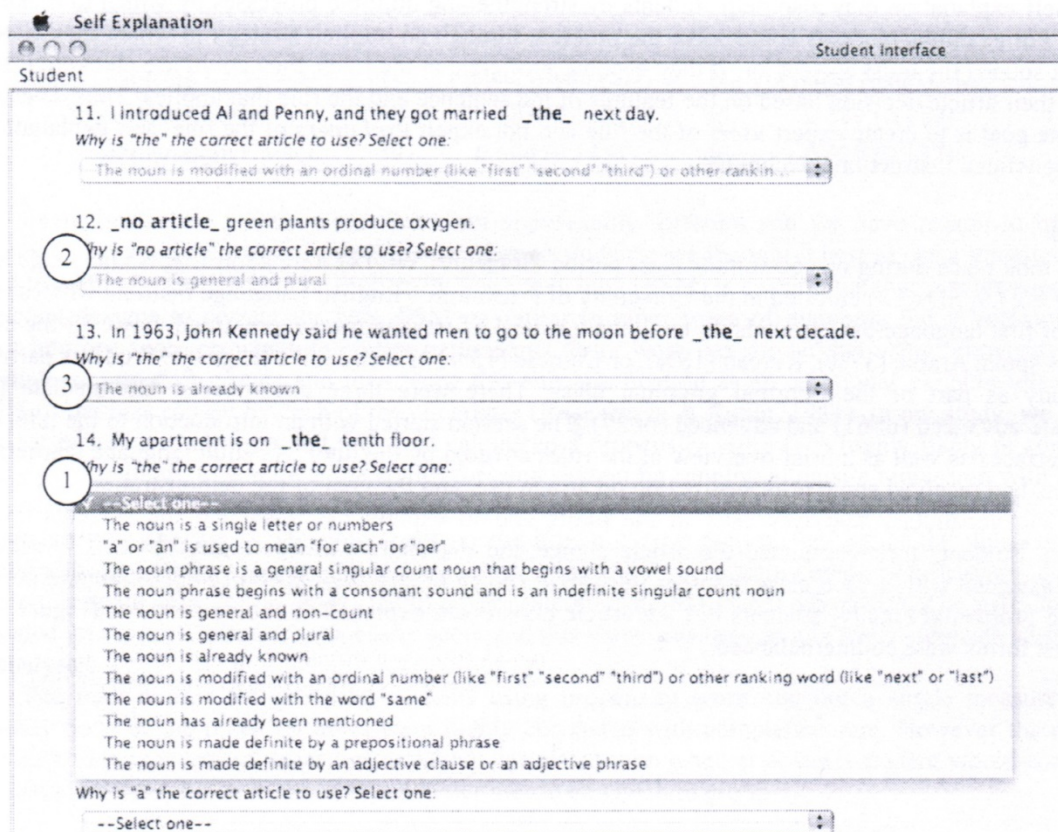 Self Explanation
Student Interface
Student
11. I introduced Al and Penny, and they got married _the_ next day.
Why is "the" the correct article to use? Select one:
The noun is modified with an ordinal number (like "first" "second" "third") or other rankin...
12. _no article_ green plants produce oxygen.
2
Why is "no article" the correct article to use? Select one:
The noun is general and plural
13. In 1963, John Kennedy said he wanted men to go to the moon before _the_ next decade.
Why is "the" the correct article to use? Select one:
3
The noun is already known
14. My apartment is on _the_ tenth floor.
Why is "the" the correct article to use? Select one:
1
✓ --Select one--
The noun is a single letter or numbers
"a" or "an" is used to mean "for each" or "per"
The noun phrase is a general singular count noun that begins with a vowel sound
The noun phrase begins with a consonant sound and is an indefinite singular count noun
The noun is general and non-count
The noun is general and plural
The noun is already known
The noun is modified with an ordinal number (like "first" "second" "third") or other ranking word (like "next" or "last")
The noun is modified with the word "same"
The noun has already been mentioned
The noun is made definite by a prepositional phrase
The noun is made definite by an adjective clause or an adjective phrase
Why is "a" the correct article to use? Select one:
--Select one--